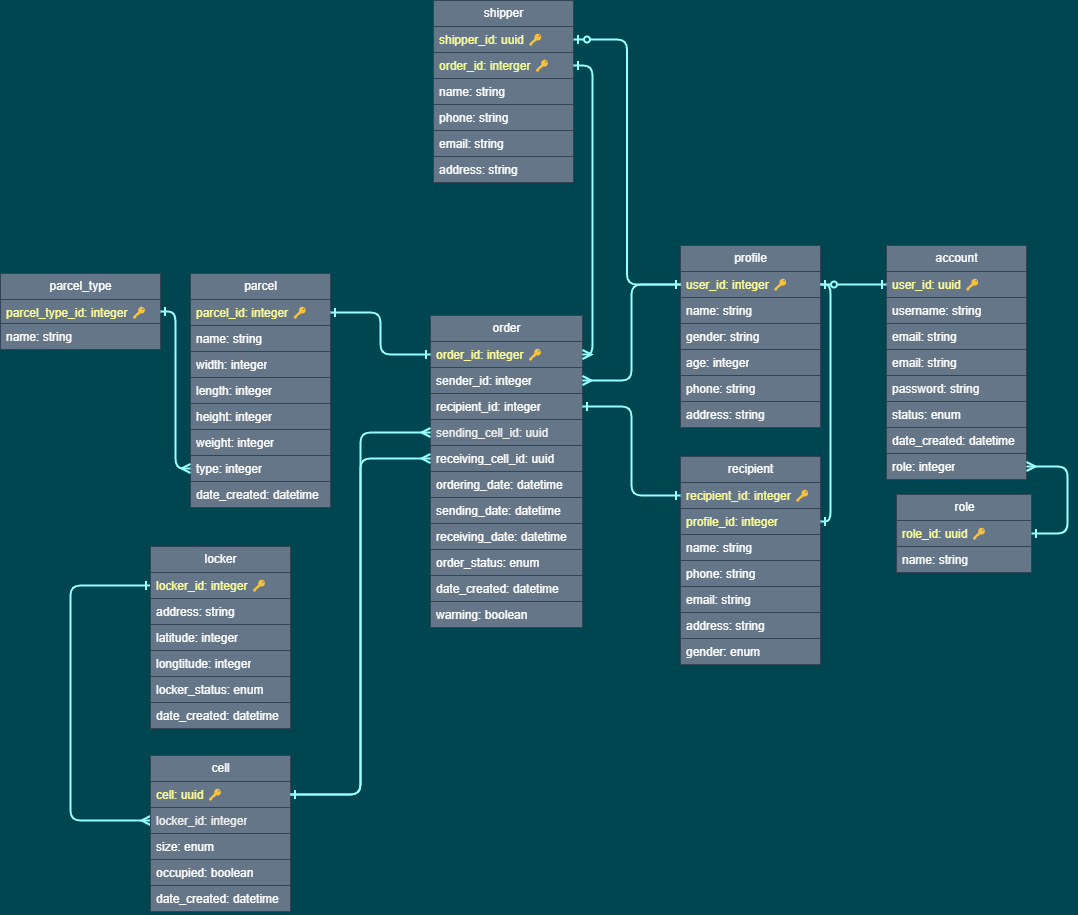 shipper
shipper_id: uuid 🔑
order_id: interger 🔑
name: string
phone: string
email: string
address: string
parcel_type
parcel_type_id: integer 🔑
name: string
parcel
parcel_id: integer 🔑
name: string
width: integer
length: integer
height: integer
weight: integer
type: integer
date_created: datetime
order
order_id: integer 🔑
sender_id: integer
recipient_id: integer
sending_cell_id: uuid
receiving_cell_id: uuid
ordering_date: datetime
sending_date: datetime
receiving_date: datetime
order_status: enum
date_created: datetime
warning: boolean
profile
user_id: integer 🔑
name: string
gender: string
age: integer
phone: string
address: string
account
user_id: uuid 🔑
username: string
email: string
email: string
password: string
status: enum
date_created: datetime
role: integer
recipient
recipient_id: integer 🔑
profile_id: integer
name: string
phone: string
email: string
address: string
gender: enum
role
role_id: uuid 🔑
name: string
locker
locker_id: integer 🔑
address: string
latitude: integer
longtitude: integer
locker_status: enum
date_created: datetime
cell
cell: uuid 🔑
locker_id: integer
size: enum
occupied: boolean
date_created: datetime